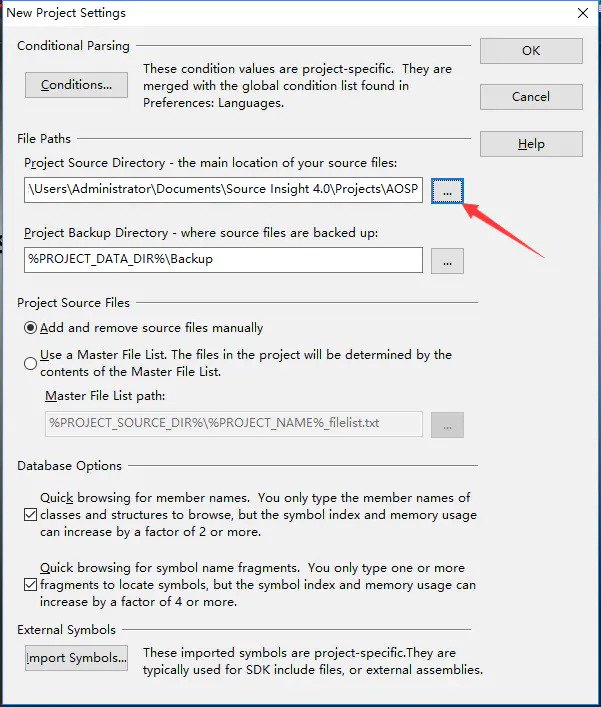 New Project Settings
Conditional Parsing
OK
Conditions...
These condition values are project-specific.  They are
merged with the global condition list found in
Preferences: Languages.
Cancel
File Paths
Help
Project Source Directory - the main location of your source files:
\Users\Administrator\Documents\Source Insight 4.0\Projects\AOSP
...
Project Backup Directory - where source files are backed up:
%PROJECT_DATA_DIR%\Backup
...
Project Source Files
Add and remove source files manually
Use a Master File List. The files in the project will be determined by the
contents of the Master File List.
Master File List path:
%PROJECT_SOURCE_DIR%\%PROJECT_NAME%_filelist.txt
...
Database Options
Quick browsing for member names.  You only type the member names of
classes and structures to browse, but the symbol index and memory usage
can increase by a factor of 2 or more.
Quick browsing for symbol name fragments.  You only type one or more
fragments to locate symbols, but the symbol index and memory usage can
increase by a factor of 4 or more.
External Symbols
Import Symbols...
These imported symbols are project-specific.They are
typically used for SDK include files, or external assemblies.